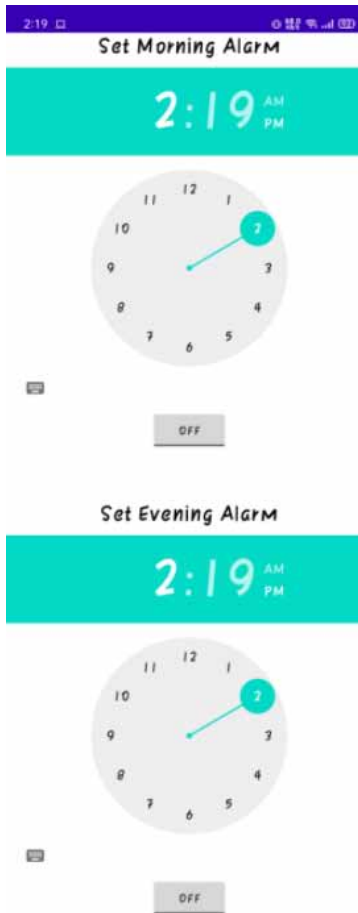 2:19
Set Morning Alarm
2:19 AM
PM
12
11 1
10 2
9 3
8 4
7 5
6
OFF
Set Evening Alarm
2:19 AM
PM
12
11 1
10 2
9 3
8 4
7 5
6
OFF